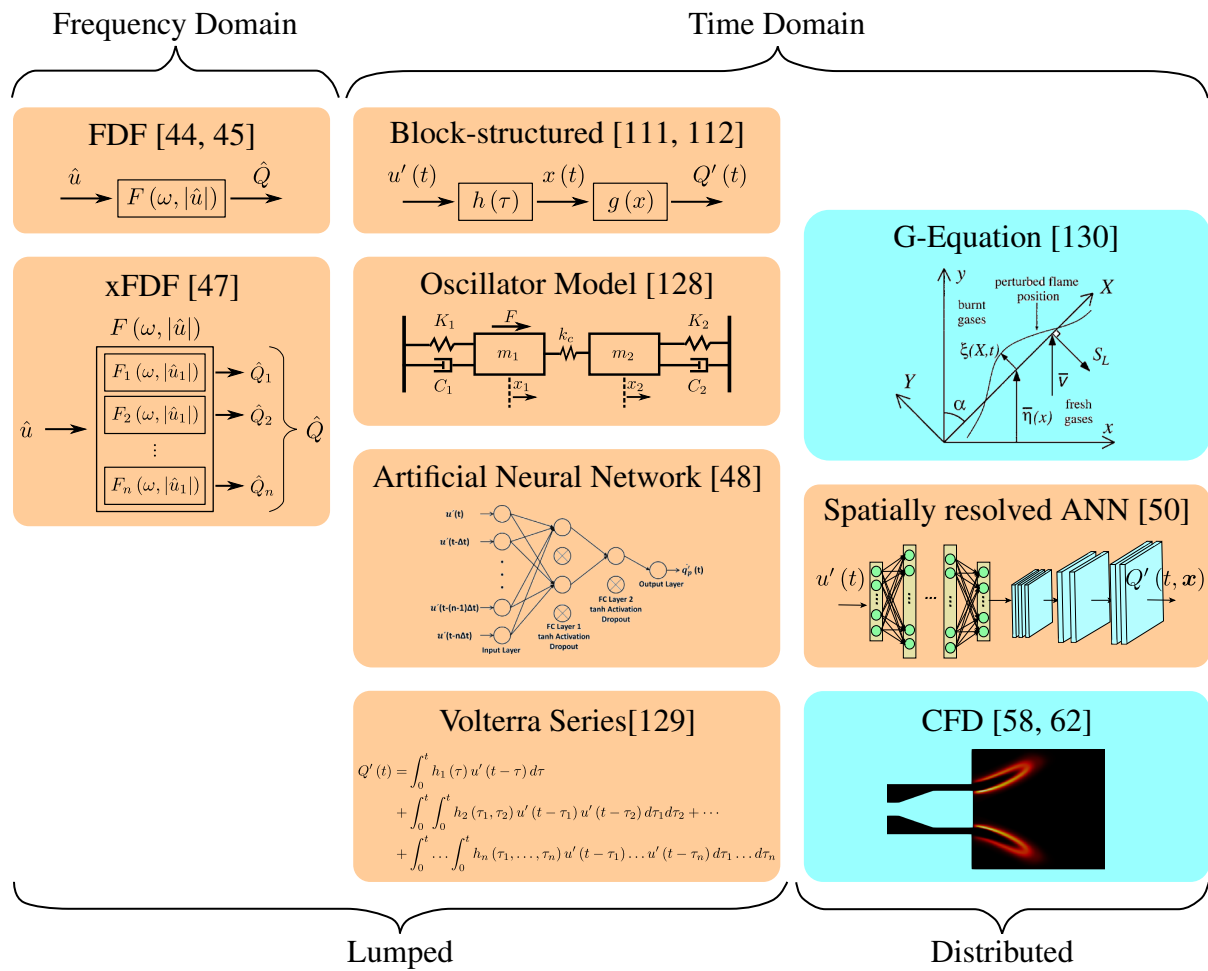 Frequency Domain
Time Domain
FDF [44, 45]
û
F (ω, |û|)
Q̂
Block-structured [111, 112]
u′ (t)
h (τ)
x (t)
g (x)
Q′ (t)
xFDF [47]
F (ω, |û|)
û
F₁ (ω, |û₁|)
Q̂₁
F₂ (ω, |û₁|)
Q̂₂
⋮
Fₙ (ω, |û₁|)
Q̂ₙ
Q̂
Oscillator Model [128]
K₁
F
k_c
K₂
m₁
m₂
C₁
x₁
x₂
C₂
G-Equation [130]
y
perturbed flame
position
X
burnt
gases
ξ(X,t)
S_L
Y
v̄
α
η̄(x)
fresh
gases
x
Artificial Neural Network [48]
u′(t)
u′(t-Δt)
u′(t-(n-1)Δt)
u′(t-nΔt)
Input Layer
FC Layer 1
tanh Activation
Dropout
FC Layer 2
tanh Activation
Dropout
Output Layer
q′ₚ (t)
Spatially resolved ANN [50]
u′ (t)
...
Q′ (t, x)
Volterra Series[129]
Q′ (t) = ∫₀ᵗ h₁ (τ) u′ (t − τ) dτ
+ ∫₀ᵗ ∫₀ᵗ h₂ (τ₁, τ₂) u′ (t − τ₁) u′ (t − τ₂) dτ₁dτ₂ + ⋯
+ ∫₀ᵗ … ∫₀ᵗ hₙ (τ₁, …, τₙ) u′ (t − τ₁) … u′ (t − τₙ) dτ₁ … dτₙ
CFD [58, 62]
Lumped
Distributed